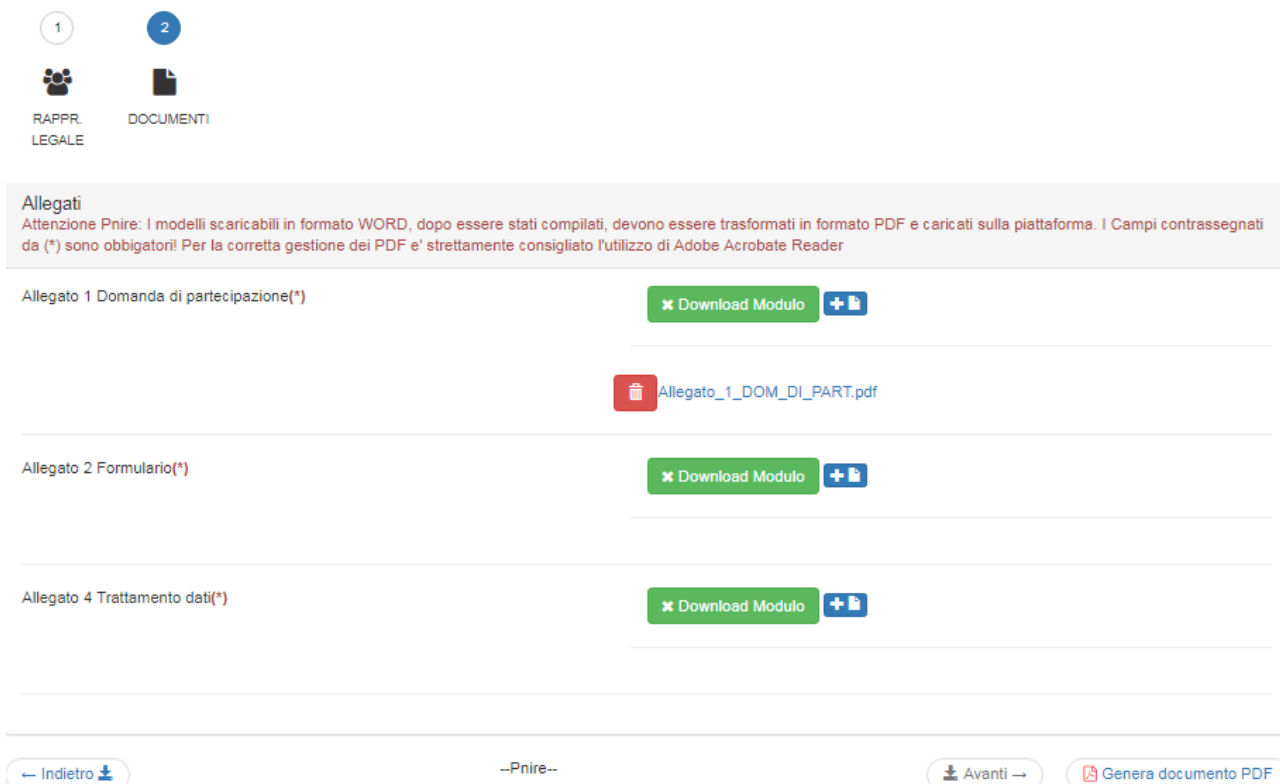 1
2
RAPPR.
LEGALE
DOCUMENTI
Allegati
Attenzione Pnire: I modelli scaricabili in formato WORD, dopo essere stati compilati, devono essere trasformati in formato PDF e caricati sulla piattaforma. I Campi contrassegnati
da (*) sono obbigatori! Per la corretta gestione dei PDF e' strettamente consigliato l'utilizzo di Adobe Acrobate Reader
Allegato 1 Domanda di partecipazione(*)
Download Modulo
Allegato_1_DOM_DI_PART.pdf
Allegato 2 Formulario(*)
Download Modulo
Allegato 4 Trattamento dati(*)
Download Modulo
← Indietro
--Pnire--
Avanti →
Genera documento PDF